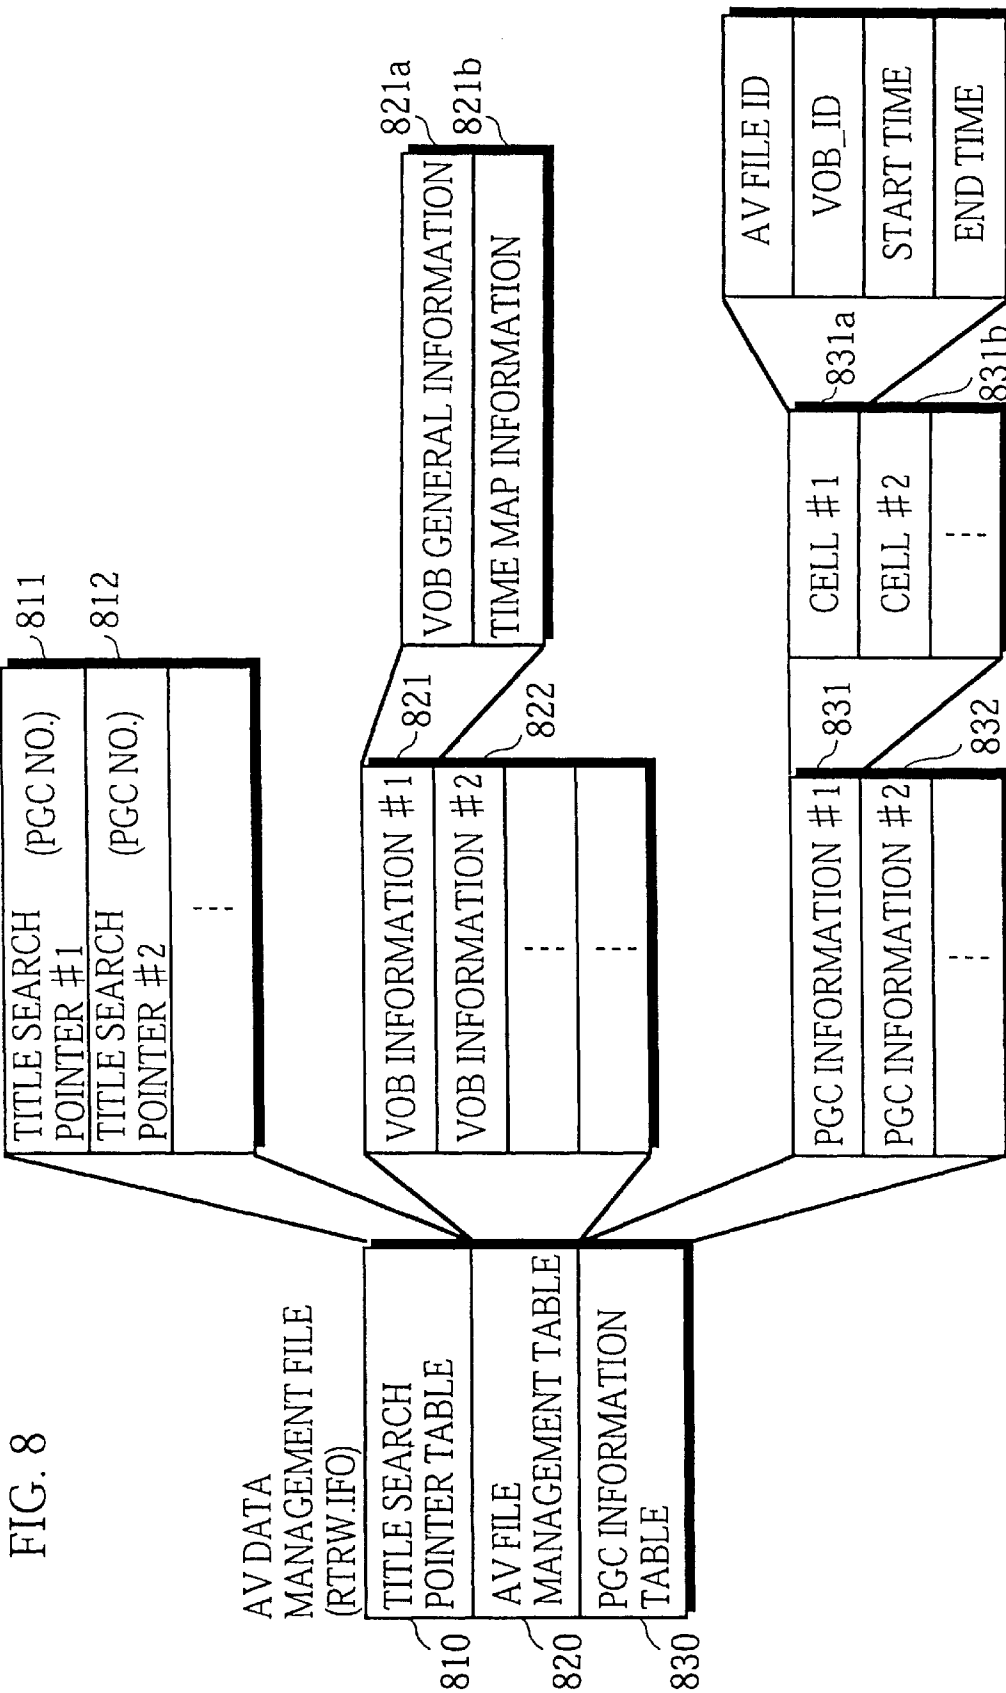 FIG. 8
AV DATA
MANAGEMENT FILE
(RTRW.IFO)
TITLE SEARCH
POINTER TABLE
AV FILE
MANAGEMENT TABLE
PGC INFORMATION
TABLE
810
820
830
TITLE SEARCH
POINTER #1
(PGC NO.)
TITLE SEARCH
POINTER #2
(PGC NO.)
811
812
VOB INFORMATION #1
VOB INFORMATION #2
821
822
VOB GENERAL INFORMATION
TIME MAP INFORMATION
821a
821b
PGC INFORMATION #1
PGC INFORMATION #2
831
832
CELL #1
CELL #2
831a
831b
AV FILE ID
VOB_ID
START TIME
END TIME